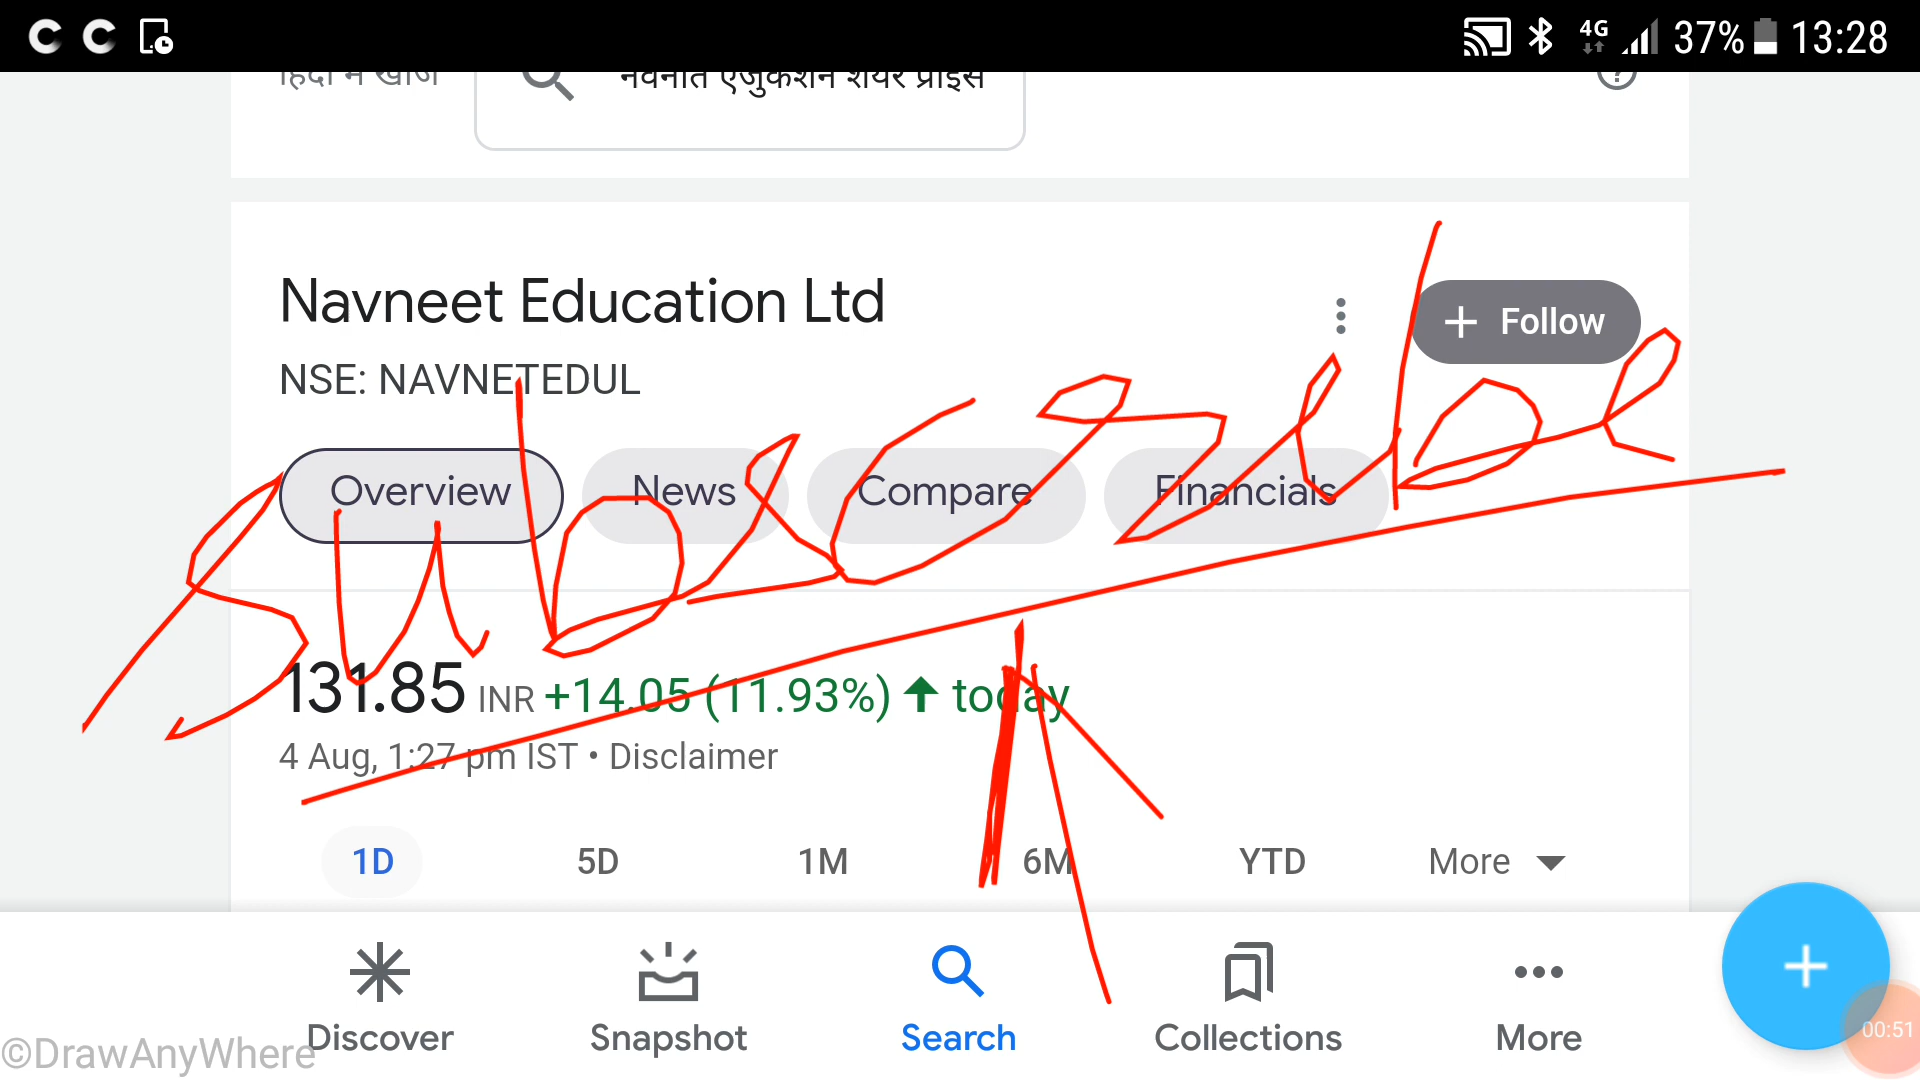 4G 37% 13:28
हिंदी में खोजें नवनीत एजुकेशन शेयर प्राइस
Navneet Education Ltd
+ Follow
NSE: NAVNETEDUL
Overview News Compare Financials
subscribe
131.85 INR +14.05 (11.93%) today
4 Aug, 1:27 pm IST • Disclaimer
1D 5D 1M 6M YTD More
Discover Snapshot Search Collections More
00:51
©DrawAnyWhere